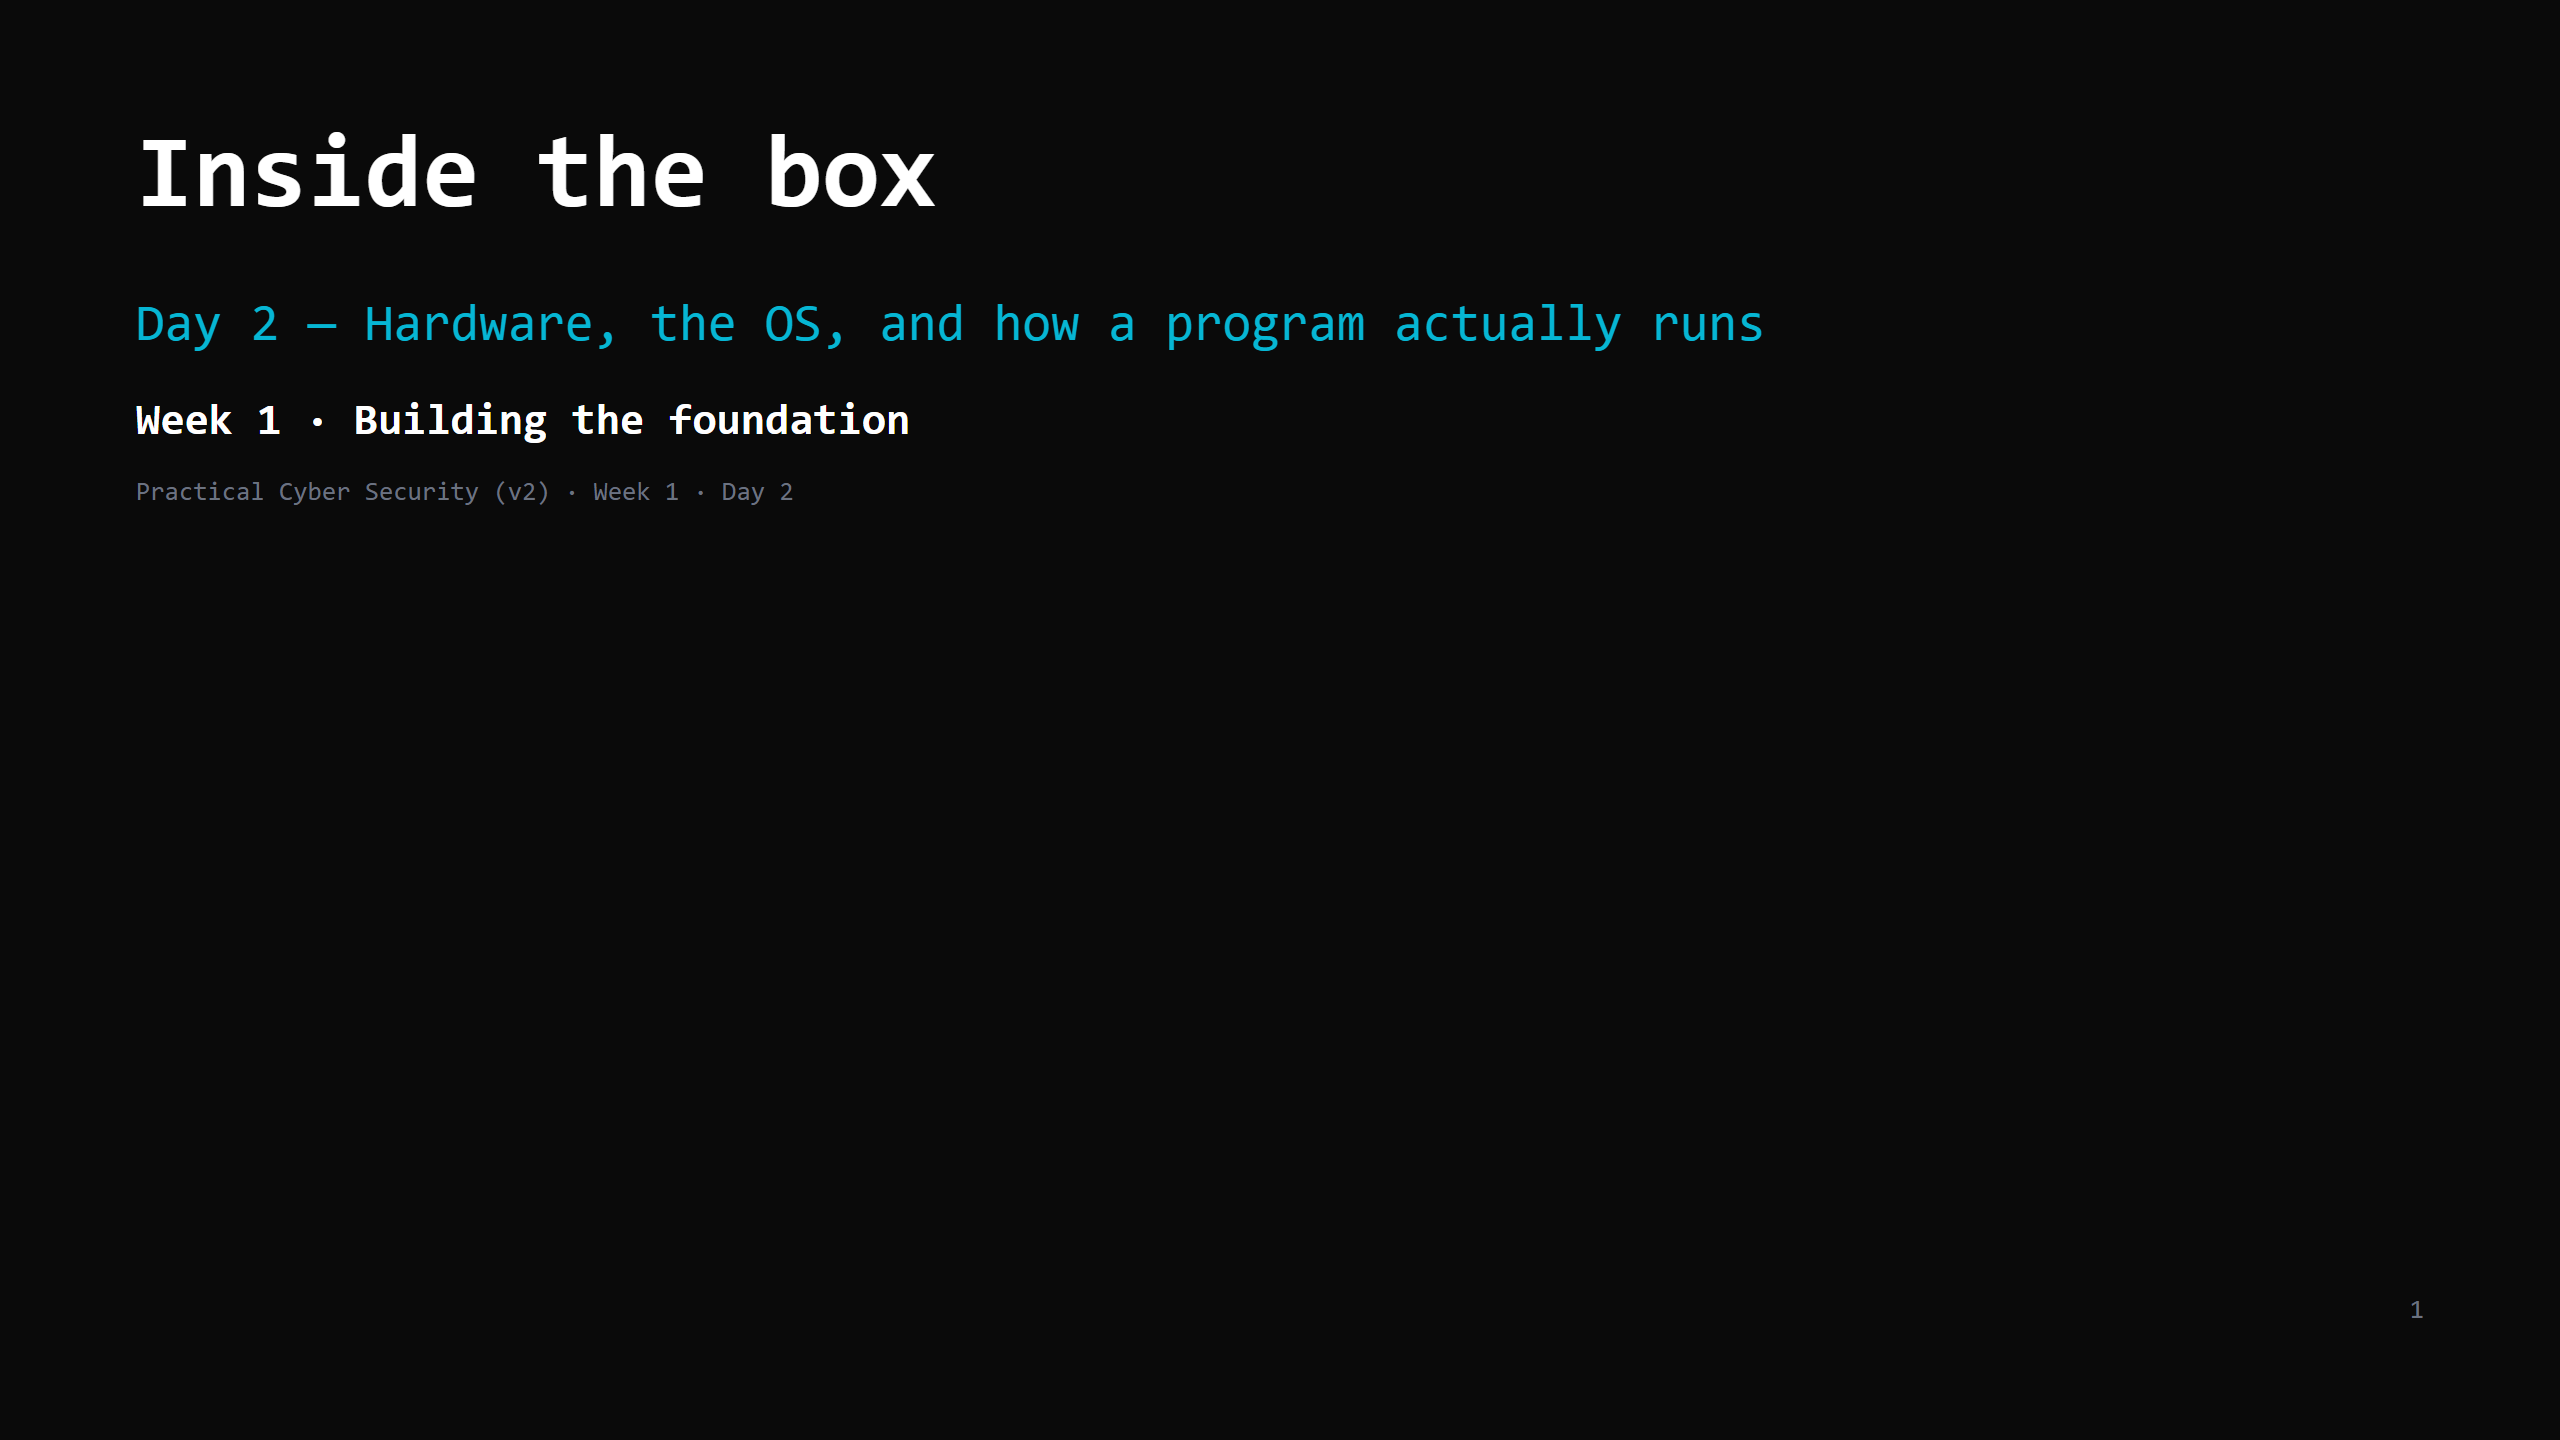 Inside the box
Day 2 — Hardware, the OS, and how a program actually runs
Week 1 · Building the foundation
Practical Cyber Security (v2) · Week 1 · Day 2
1